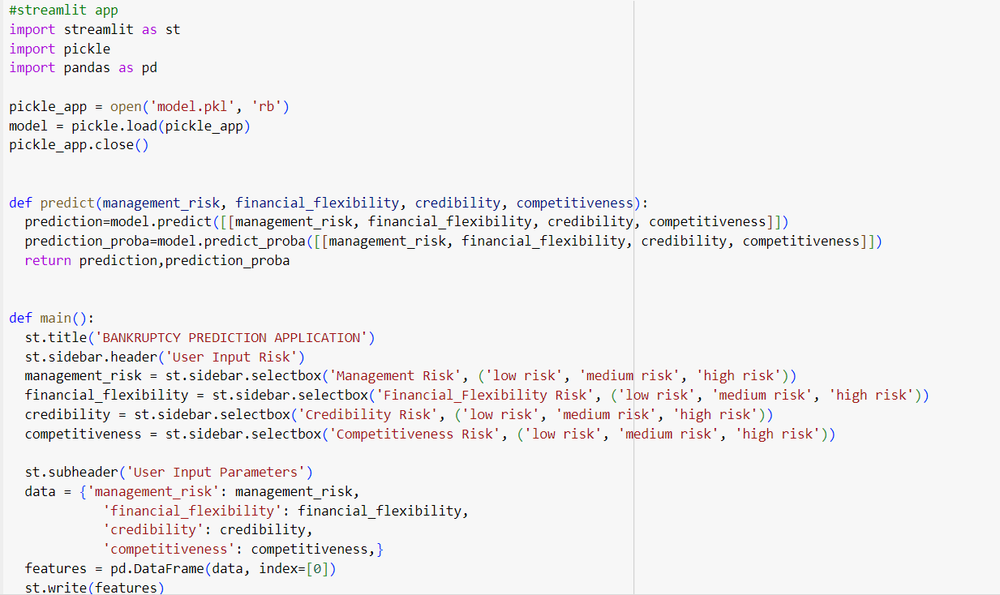 #streamlit app
import streamlit as st
import pickle
import pandas as pd
pickle_app = open('model.pkl', 'rb')
model = pickle.load(pickle_app)
pickle_app.close()
def predict(management_risk, financial_flexibility, credibility, competitiveness):
prediction=model.predict([[management_risk, financial_flexibility, credibility, competitiveness]])
prediction_proba=model.predict_proba([[management_risk, financial_flexibility, credibility, competitiveness]])
return prediction,prediction_proba
def main():
st.title('BANKRUPTCY PREDICTION APPLICATION')
st.sidebar.header('User Input Risk')
management_risk = st.sidebar.selectbox('Management Risk', ('low risk', 'medium risk', 'high risk'))
financial_flexibility = st.sidebar.selectbox('Financial_Flexibility Risk', ('low risk', 'medium risk', 'high risk'))
credibility = st.sidebar.selectbox('Credibility Risk', ('low risk', 'medium risk', 'high risk'))
competitiveness = st.sidebar.selectbox('Competitiveness Risk', ('low risk', 'medium risk', 'high risk'))
st.subheader('User Input Parameters')
data = {'management_risk': management_risk,
'financial_flexibility': financial_flexibility,
'credibility': credibility,
'competitiveness': competitiveness,}
features = pd.DataFrame(data, index=[0])
st.write(features)